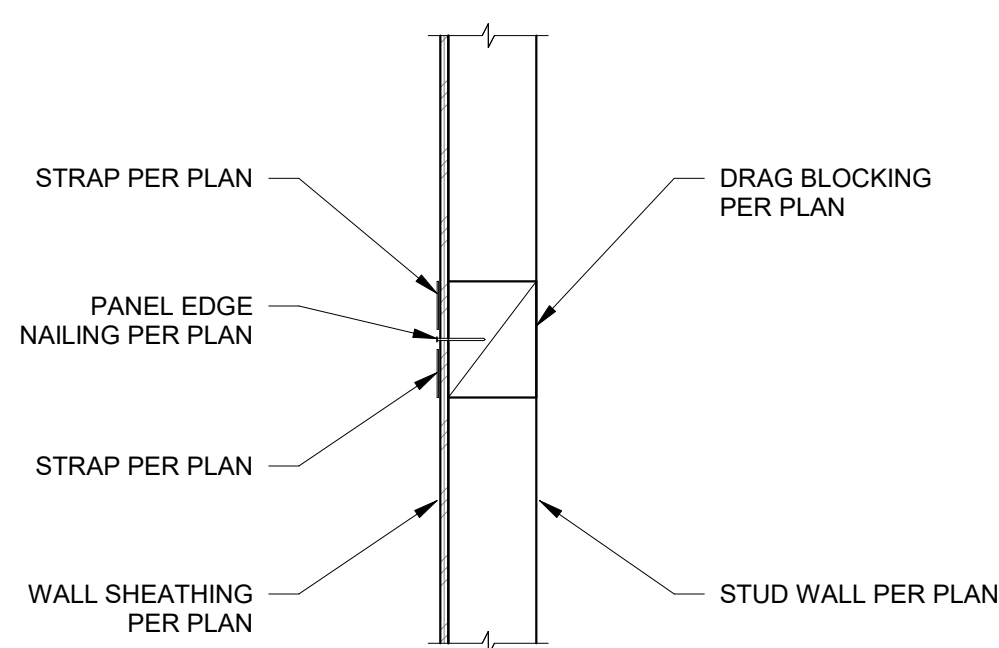 STRAP PER PLAN
PANEL EDGE
NAILING PER PLAN
STRAP PER PLAN
WALL SHEATHING
PER PLAN
DRAG BLOCKING
PER PLAN
STUD WALL PER PLAN